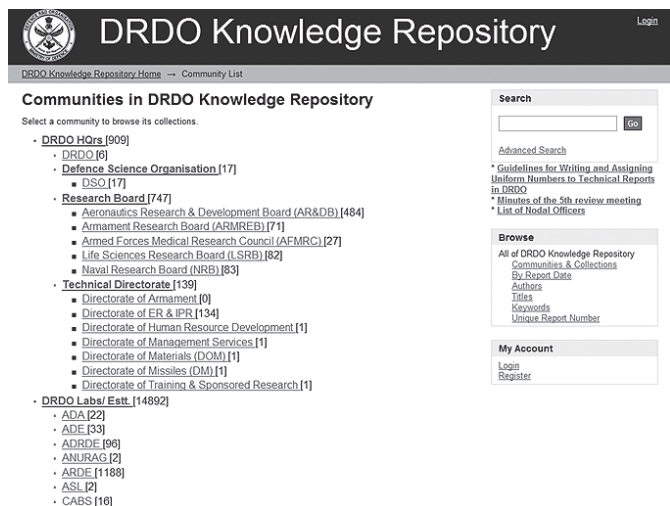 DRDO Knowledge Repository
Login
DRDO Knowledge Repository Home → Community List
Communities in DRDO Knowledge Repository
Select a community to browse its collections.
DRDO HQrs [909]
DRDO [6]
Defence Science Organisation [17]
DSO [17]
Research Board [747]
Aeronautics Research & Development Board (AR&DB) [484]
Armament Research Board (ARMREB) [71]
Armed Forces Medical Research Council (AFMRC) [27]
Life Sciences Research Board (LSRB) [82]
Naval Research Board (NRB) [83]
Technical Directorate [139]
Directorate of Armament [0]
Directorate of ER & IPR [134]
Directorate of Human Resource Development [1]
Directorate of Management Services [1]
Directorate of Materials (DOM) [1]
Directorate of Missiles (DM) [1]
Directorate of Training & Sponsored Research [1]
DRDO Labs/ Estt. [14892]
ADA [22]
ADE [33]
ADRDE [96]
ANURAG [2]
ARDE [1188]
ASL [2]
CABS [16]
Search
Go
Advanced Search
* Guidelines for Writing and Assigning
Uniform Numbers to Technical Reports
in DRDO
* Minutes of the 5th review meeting
* List of Nodal Officers
Browse
All of DRDO Knowledge Repository
Communities & Collections
By Report Date
Authors
Titles
Keywords
Unique Report Number
My Account
Login
Register